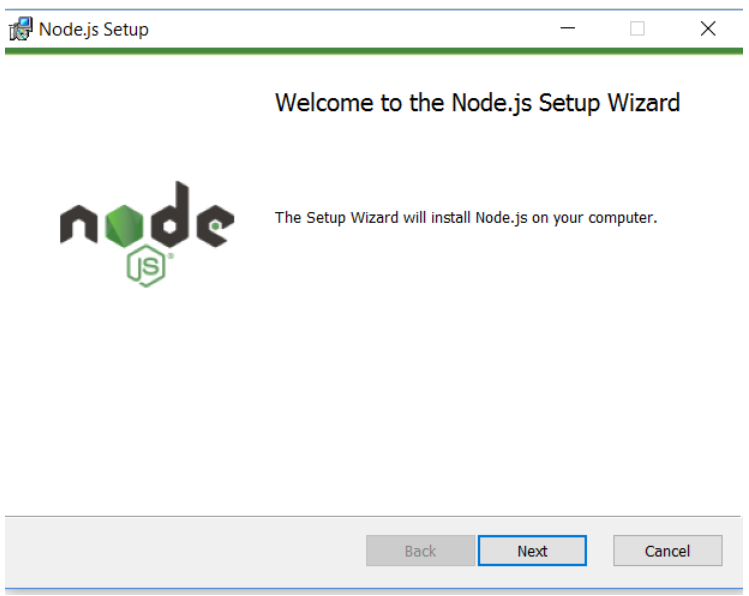 Node.js Setup
Welcome to the Node.js Setup Wizard
node
JS®
The Setup Wizard will install Node.js on your computer.
Back Next Cancel